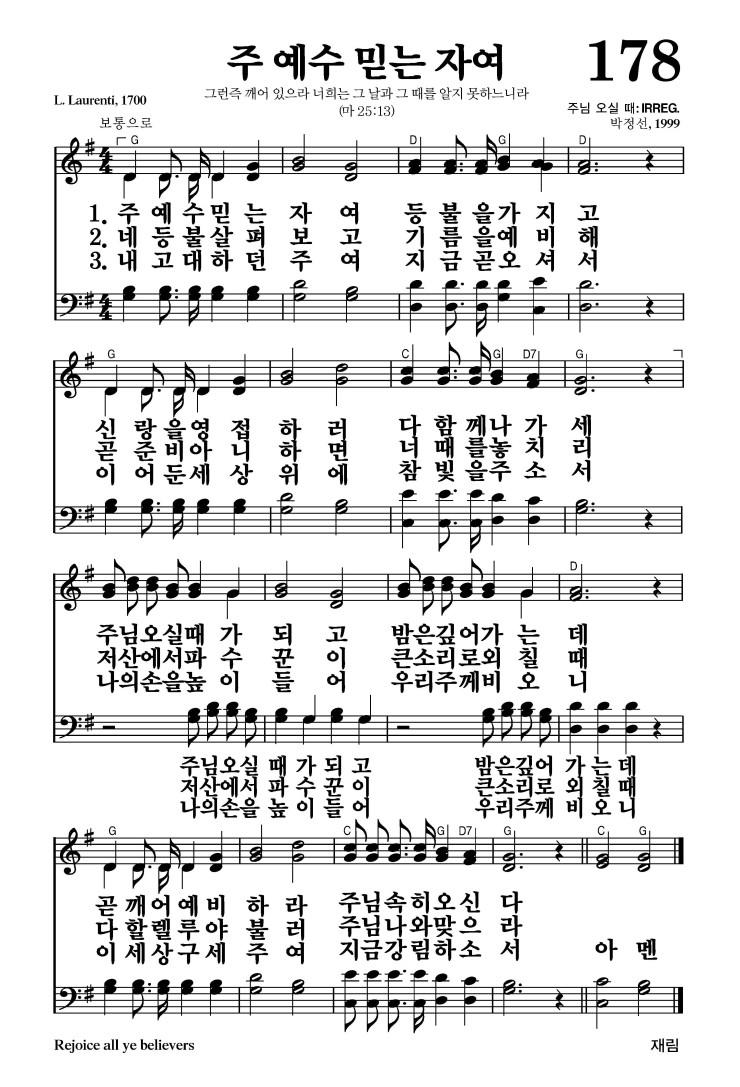 주 예수 믿는 자여
178
그런즉 깨어 있으라 너희는 그 날과 그 때를 알지 못하느니라
(마 25:13)
L. Laurenti, 1700
주님 오실 때: IRREG.
박정선, 1999
보통으로
G G D G D
1. 주 예 수믿 는 자 여 등 불 을가 지 고
2. 네 등 불살 펴 보 고 기 름 을예 비 해
3. 내 고 대하 던 주 여 지 금 곧오 셔 서
G C G D7 G
신 랑 을영 접 하 러 다 함 께나 가 세
곧 준 비아 니 하 면 너 때 를놓 치 리
이 어 둔세 상 위 에 참 빛 을주 소 서
D
주님오실때 가 되 고 밤은깊어가 는 데
저산에서파 수 꾼 이 큰소리로외 칠 때
나의손을높 이 들 어 우리주께비 오 니
주님오실 때 가 되 고 밤은깊어 가 는 데
저산에서 파 수 꾼 이 큰소리로 외 칠 때
나의손을 높 이 들 어 우리주께 비 오 니
G C G D7 G C G
곧 깨 어예 비 하 라 주님속히오 신 다
다 할렐루 야 불 러 주님나와맞 으 라
이 세상구 세 주 여 지금강림하 소 서 아 멘
Rejoice all ye believers
재림